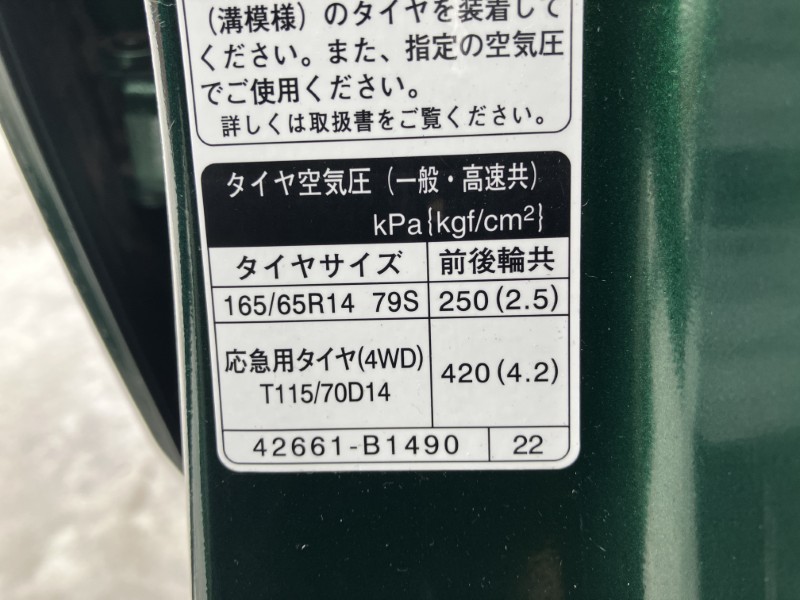 （溝模様）のタイヤを装着して
ください。また、指定の空気圧
でご使用ください。
詳しくは取扱書をご覧ください。
タイヤ空気圧（一般・高速共）
kPa{kgf/cm²}
タイヤサイズ 前後輪共
165/65R14 79S 250(2.5)
応急用タイヤ(4WD)
T115/70D14 420(4.2)
42661-B1490 22